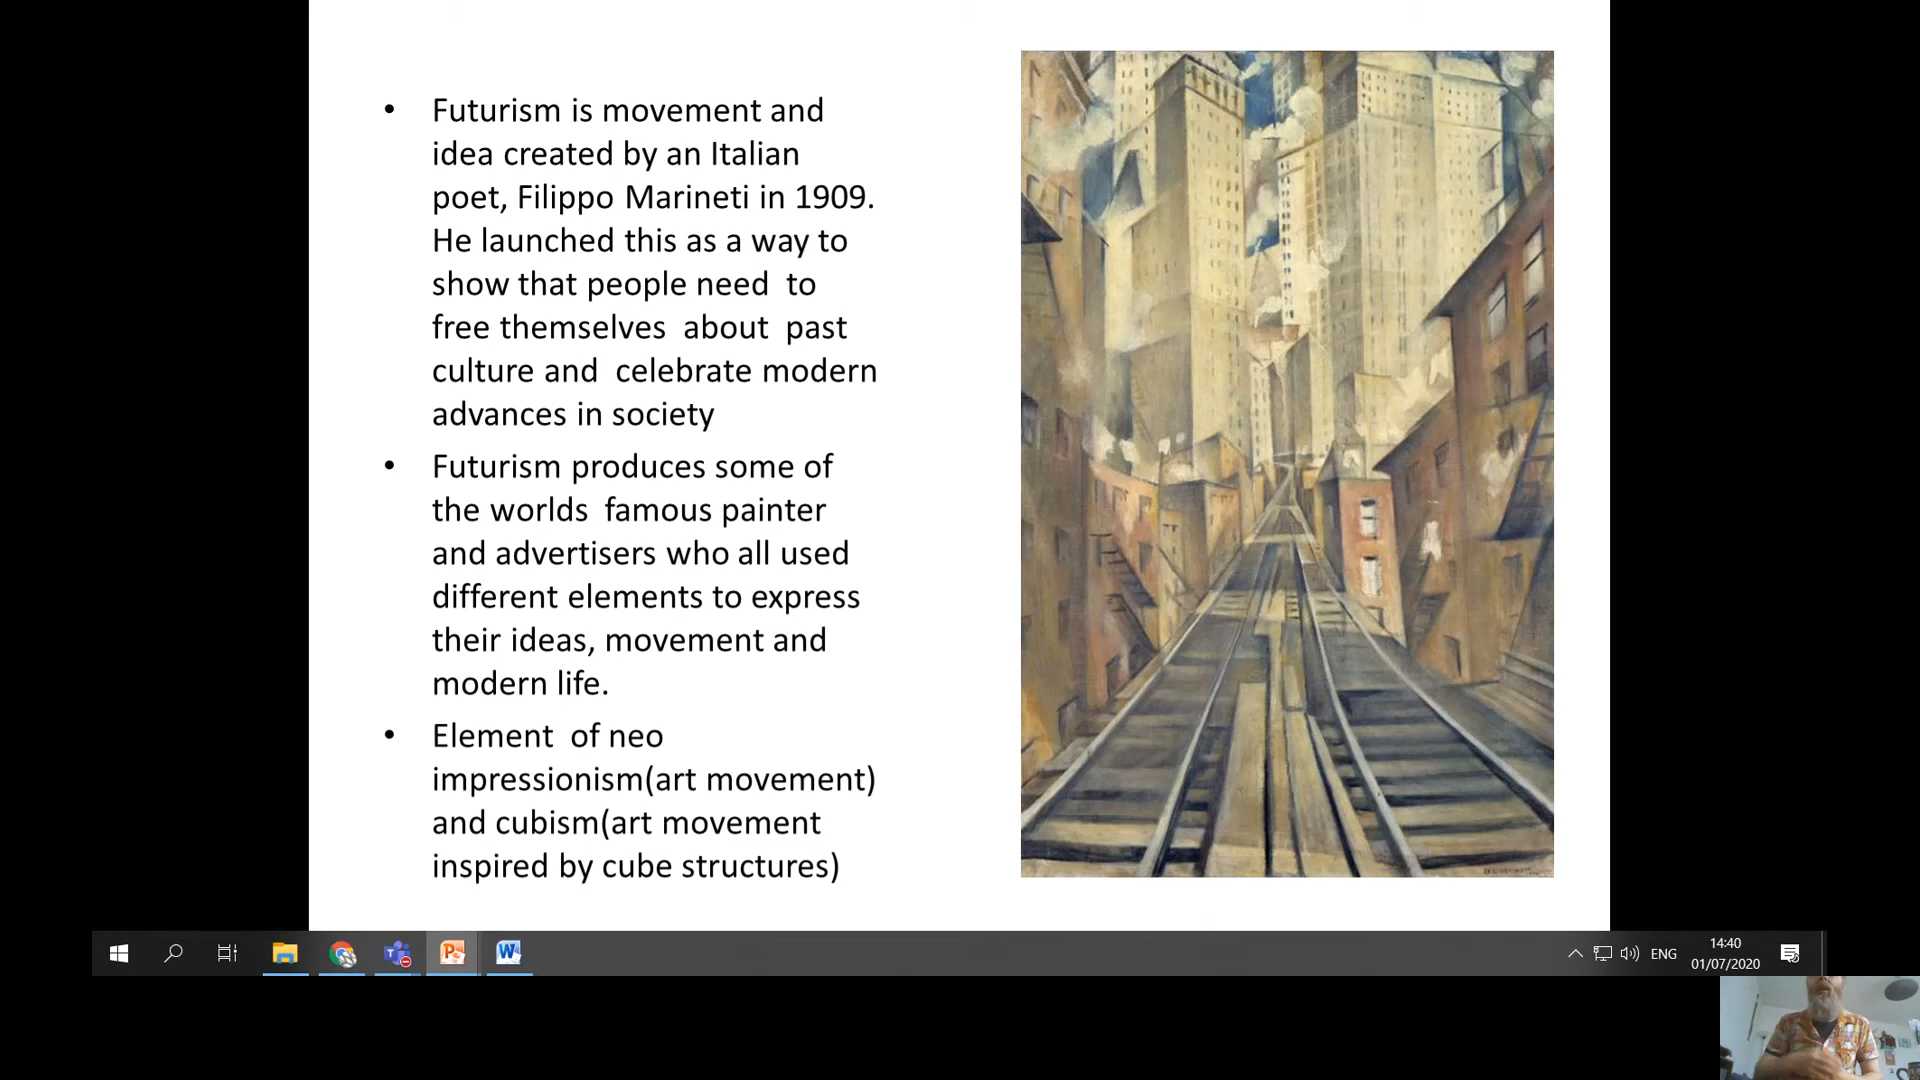 • Futurism is movement and
idea created by an Italian
poet, Filippo Marineti in 1909.
He launched this as a way to
show that people need  to
free themselves  about  past
culture and  celebrate modern
advances in society
• Futurism produces some of
the worlds  famous painter
and advertisers who all used
different elements to express
their ideas, movement and
modern life.
• Element  of neo
impressionism(art movement)
and cubism(art movement
inspired by cube structures)
ENG
14:40
01/07/2020